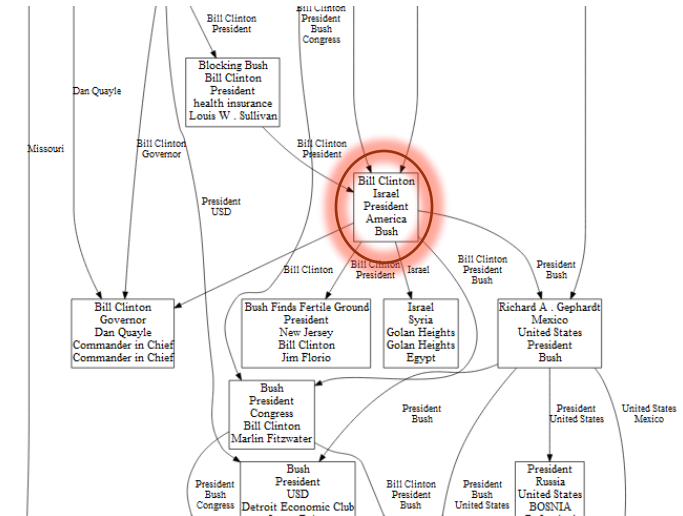 Bill Clinton
President
Bill Clinton
President
Bush
Congress
Blocking Bush
Bill Clinton
President
health insurance
Louis W . Sullivan
Dan Quayle
Missouri
Bill Clinton
Governor
Bill Clinton
President
Bill Clinton
Israel
President
America
Bush
President
USD
Bill Clinton
Bill Clinton
President
Israel
Bill Clinton
President
Bush
President
Bush
Bill Clinton
Governor
Dan Quayle
Commander in Chief
Commander in Chief
Bush Finds Fertile Ground
President
New Jersey
Bill Clinton
Jim Florio
Israel
Syria
Golan Heights
Golan Heights
Egypt
Richard A . Gephardt
Mexico
United States
President
Bush
Bush
President
Congress
Bill Clinton
Marlin Fitzwater
President
Bush
President
United States
United States
Mexico
President
Bush
Congress
Bush
President
USD
Detroit Economic Club
Bill Clinton
President
Bush
President
Bush
United States
President
Russia
United States
BOSNIA